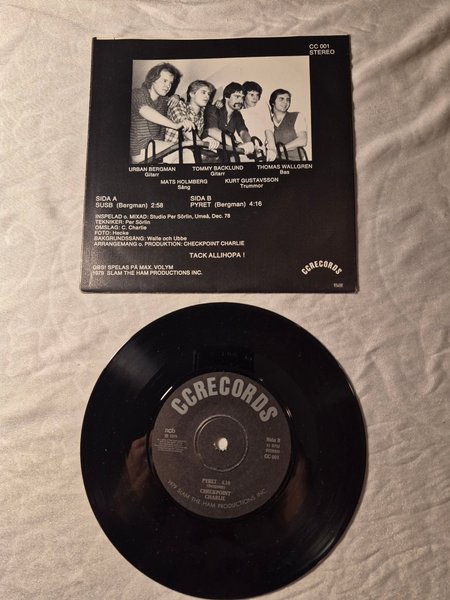 CC 001
STEREO
URBAN BERGMAN TOMMY BACKLUND THOMAS WALLGREN
Gitarr Gitarr Bas
MATS HOLMBERG KURT GUSTAVSSON
Sång Trummor
SIDA A SIDA B
SUSB (Bergman) 2:58 PYRET (Bergman) 4:16
INSPELAD o. MIXAD: Studio Per Sörlin, Umeå, Dec. 78
TEKNIKER: Per Sörlin
OMSLAG: C. Charlie
FOTO: Hecke
BAKGRUNDSSÅNG: Walle och Ubbe
ARRANGEMANG o. PRODUKTION: CHECKPOINT CHARLIE
TACK ALLIHOPA !
OBS! SPELAS PÅ MAX. VOLYM
1979 SLAM THE HAM PRODUCTIONS INC.
CCRECORDS
CCRECORDS
ncb
Sida B
STEREO
CC 001
PYRET 4.16
(Bergman)
CHECKPOINT
CHARLIE
1979 SLAM THE HAM PRODUCTIONS INC.